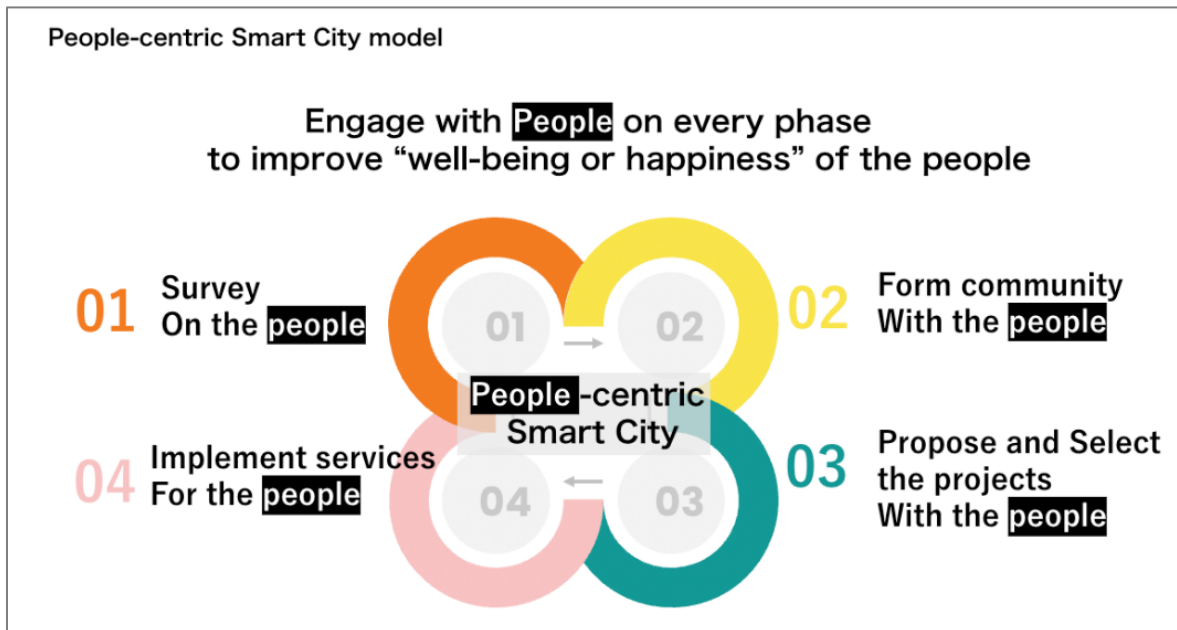 People-centric Smart City model
Engage with People on every phase
to improve “well-being or happiness” of the people
01
Survey
On the people
01
02
02
Form community
With the people
People-centric
Smart City
04
Implement services
For the people
04
03
03
Propose and Select
the projects
With the people